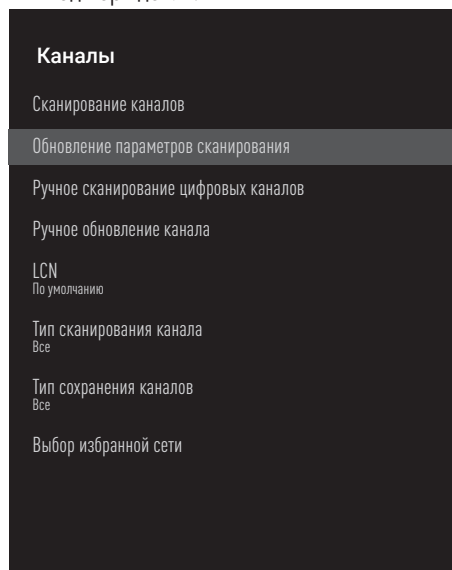 Каналы
Сканирование каналов
Обновление параметров сканирования
Ручное сканирование цифровых каналов
Ручное обновление канала
LCN
По умолчанию
Тип сканирования канала
Все
Тип сохранения каналов
Все
Выбор избранной сети